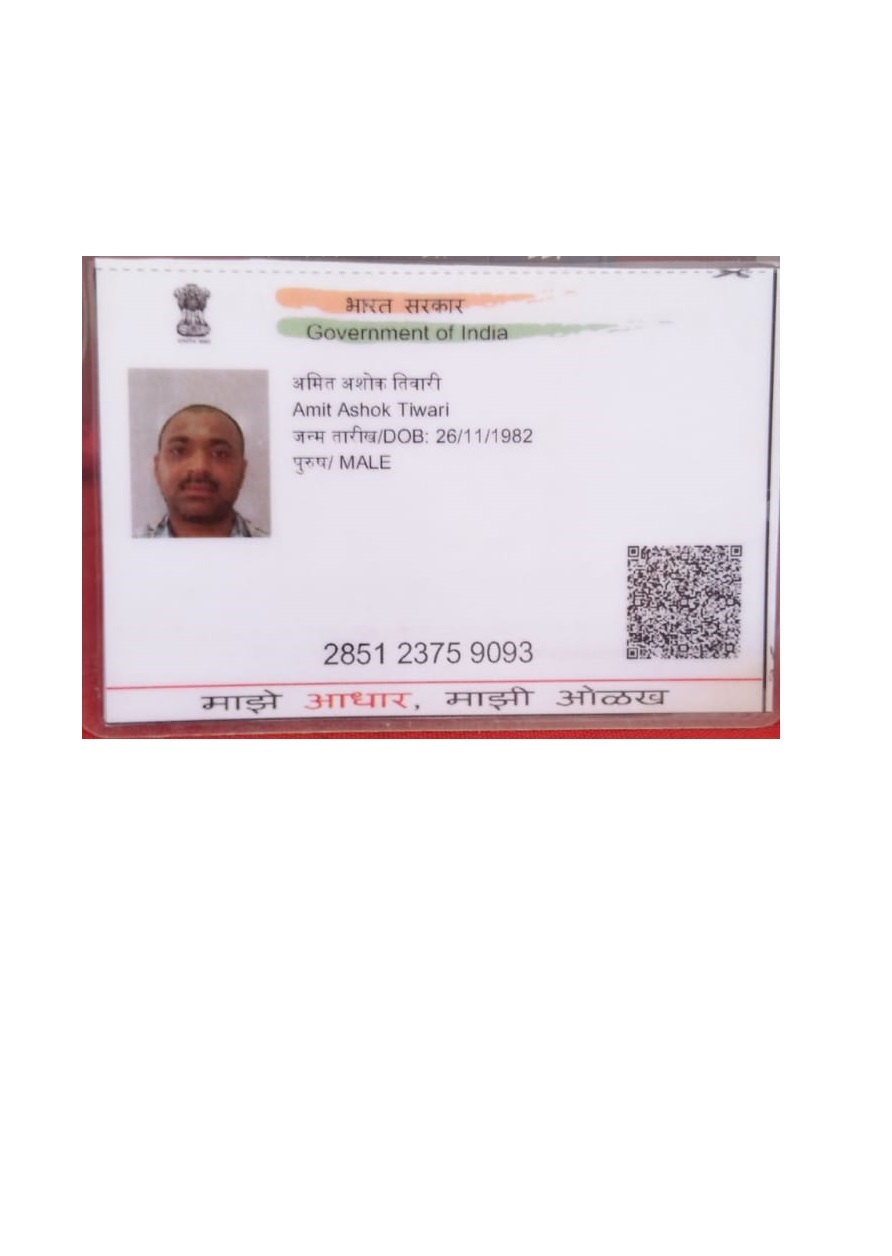 भारत सरकार
Government of India
अमित अशोक तिवारी
Amit Ashok Tiwari
जन्म तारीख/DOB: 26/11/1982
पुरुष/ MALE
2851 2375 9093
माझे आधार, माझी ओळख